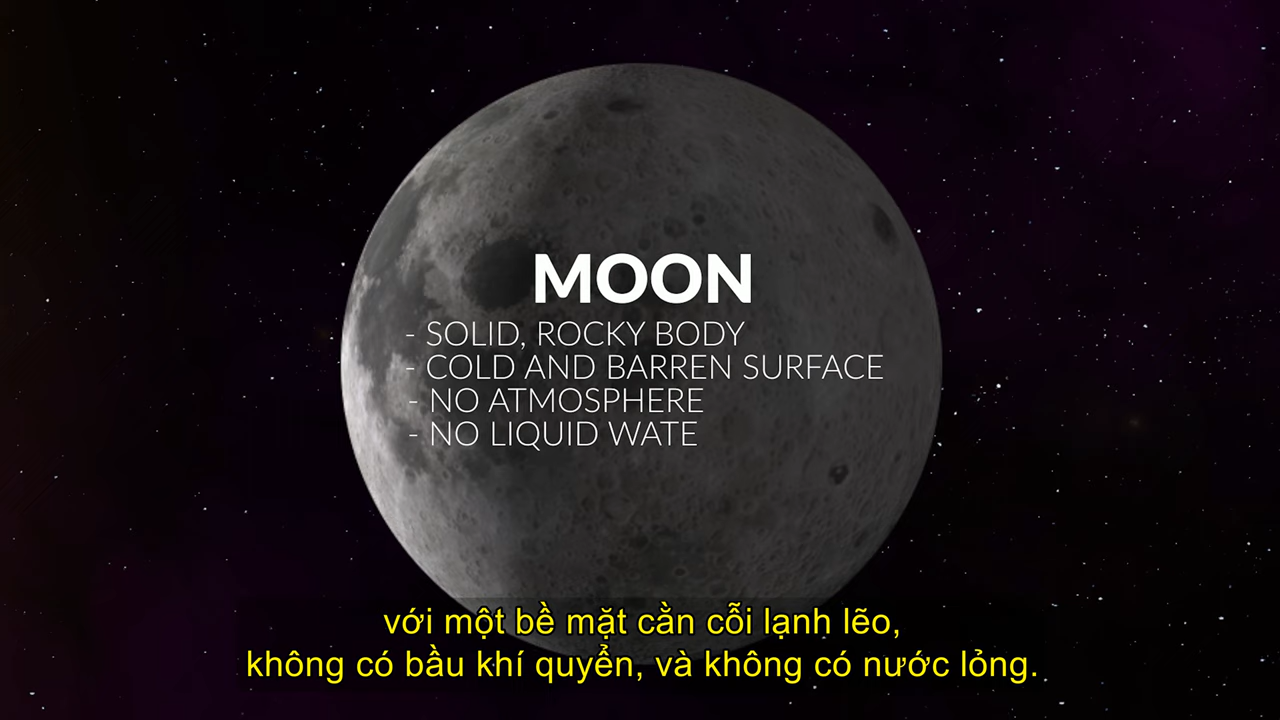 MOON
- SOLID, ROCKY BODY
- COLD AND BARREN SURFACE
- NO ATMOSPHERE
- NO LIQUID WATE
với một bề mặt cằn cỗi lạnh lẽo,
không có bầu khí quyển, và không có nước lỏng.